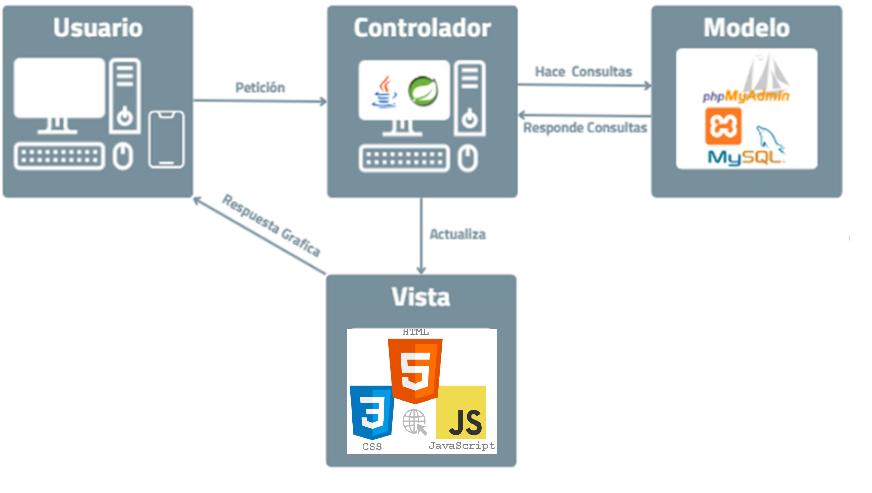 Usuario
Controlador
Modelo
Petición
Hace Consultas
Responde Consultas
phpMyAdmin
MySQL
Respuesta Grafica
Actualiza
Vista
HTML
5
3
JS
CSS
JavaScript